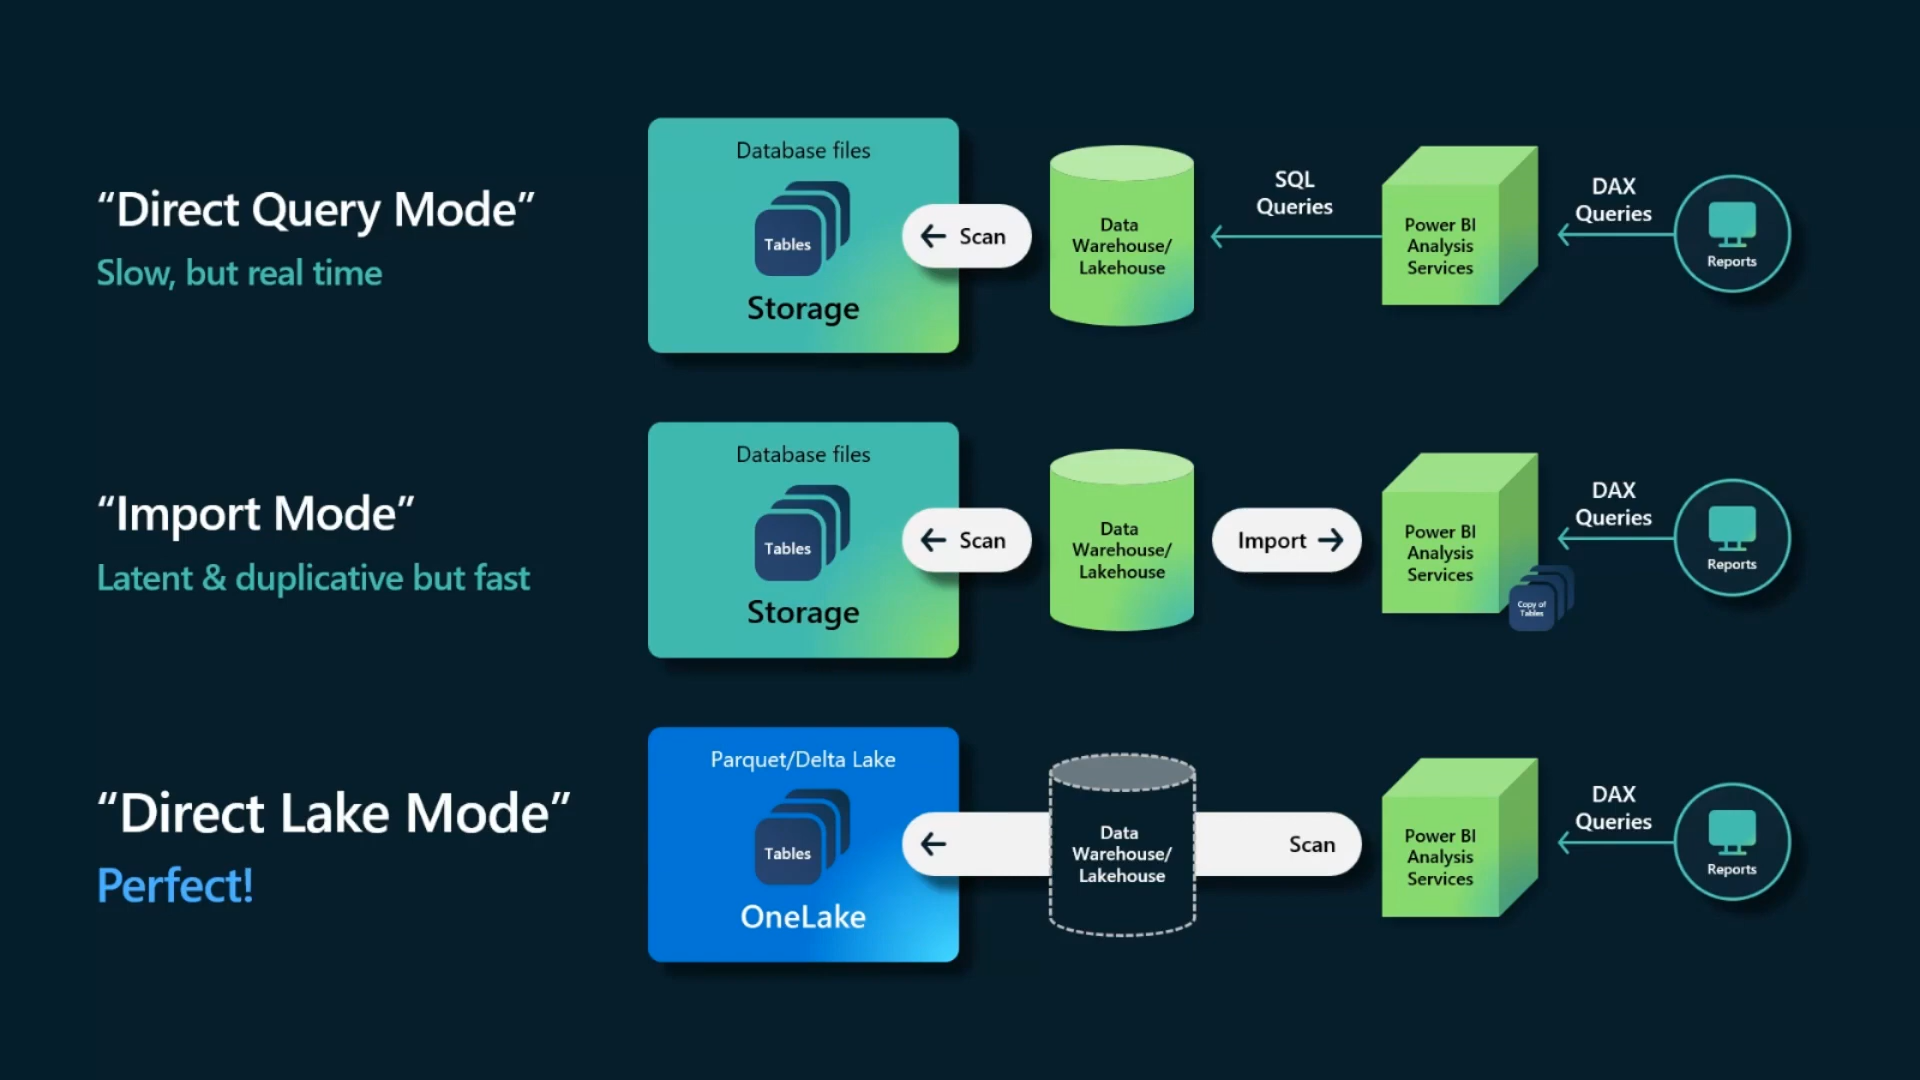 “Direct Query Mode”
Slow, but real time
Database files
Tables
Storage
Scan
Data
Warehouse/
Lakehouse
SQL
Queries
Power BI
Analysis
Services
DAX
Queries
Reports
“Import Mode”
Latent & duplicative but fast
Database files
Tables
Storage
Scan
Data
Warehouse/
Lakehouse
Import
Power BI
Analysis
Services
Copy of
Tables
DAX
Queries
Reports
“Direct Lake Mode”
Perfect!
Parquet/Delta Lake
Tables
OneLake
Data
Warehouse/
Lakehouse
Scan
Power BI
Analysis
Services
DAX
Queries
Reports